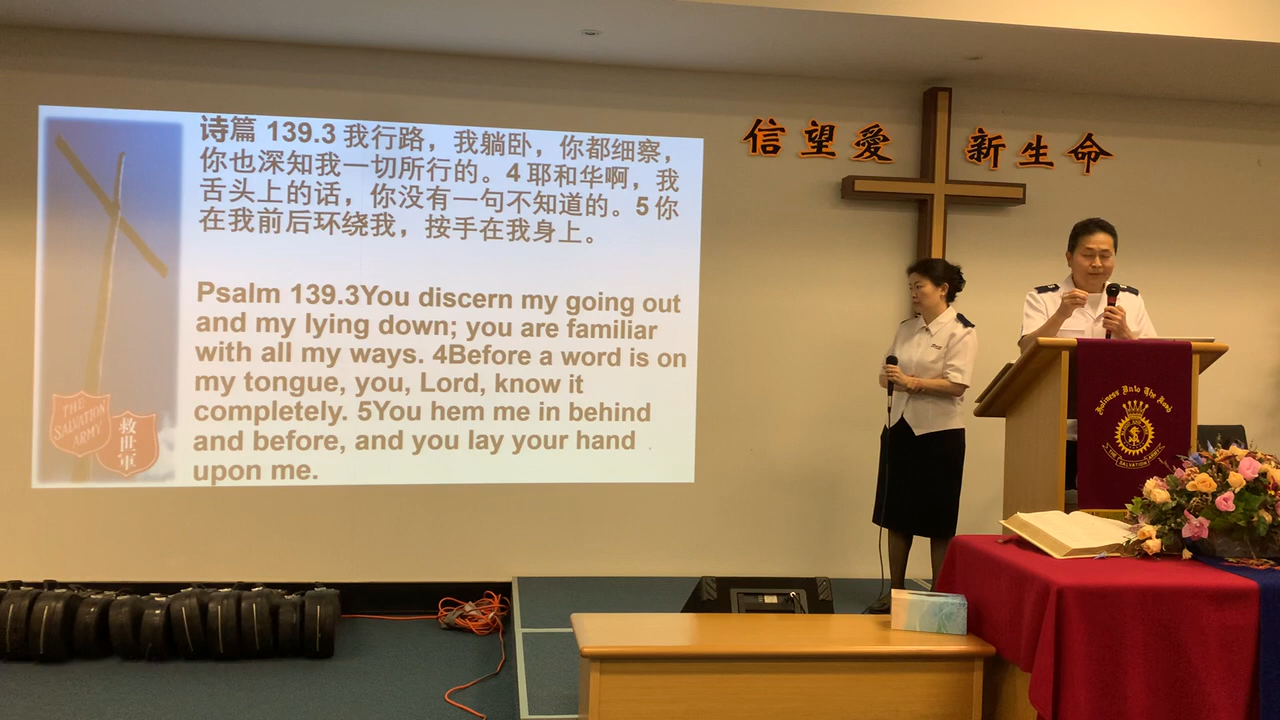 诗篇 139.3 我行路，我躺卧，你都细察，
你也深知我一切所行的。4 耶和华啊，我
舌头上的话，你没有一句不知道的。5 你
在我前后环绕我，按手在我身上。
Psalm 139.3You discern my going out
and my lying down; you are familiar
with all my ways. 4Before a word is on
my tongue, you, Lord, know it
completely. 5You hem me in behind
and before, and you lay your hand
upon me.
THE
SALVATION
ARMY
救世軍
信望愛 新生命
Holiness Unto The Lord
THE SALVATION ARMY